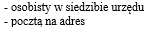 - osobisty w siedzibie urzędu
- pocztą na adres